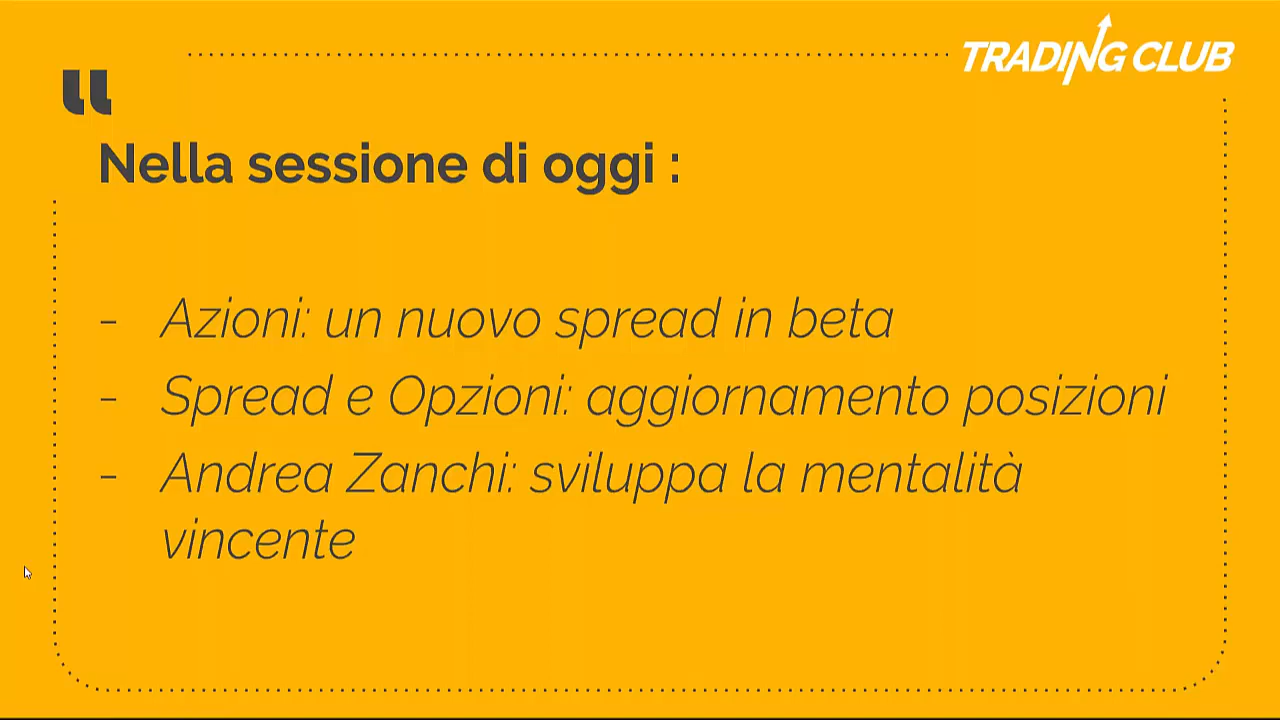 TRADING CLUB
Nella sessione di oggi :
- Azioni: un nuovo spread in beta
- Spread e Opzioni: aggiornamento posizioni
- Andrea Zanchi: sviluppa la mentalità
vincente